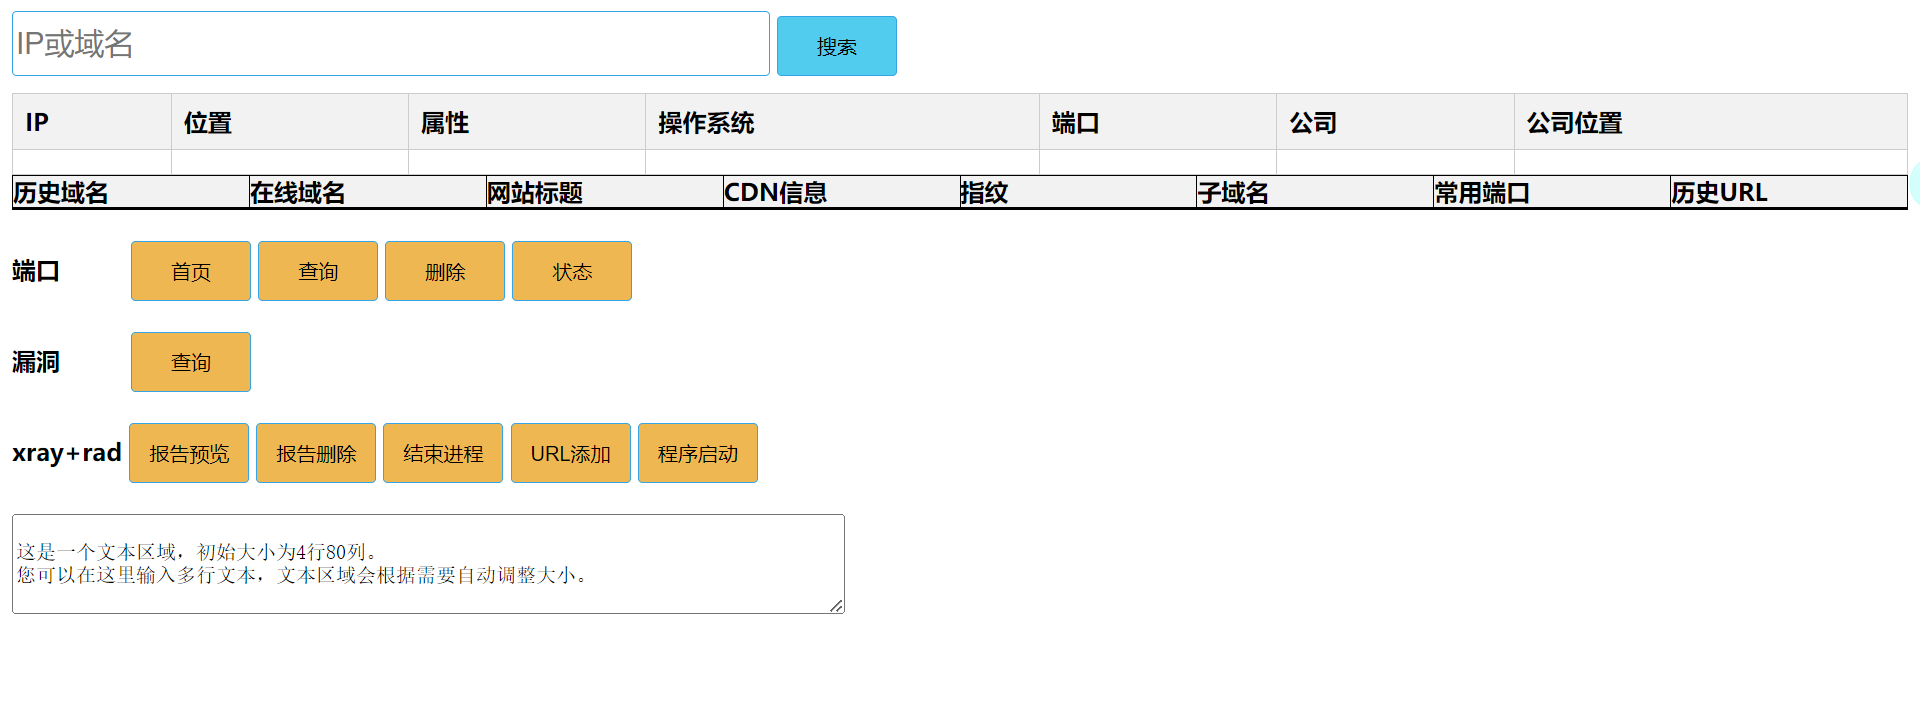 IP或域名 搜索
IP 位置 属性 操作系统 端口 公司 公司位置
历史域名 在线域名 网站标题 CDN信息 指纹 子域名 常用端口 历史URL
端口 首页 查询 删除 状态
漏洞 查询
xray+rad 报告预览 报告删除 结束进程 URL添加 程序启动
这是一个文本区域，初始大小为4行80列。
您可以在这里输入多行文本，文本区域会根据需要自动调整大小。